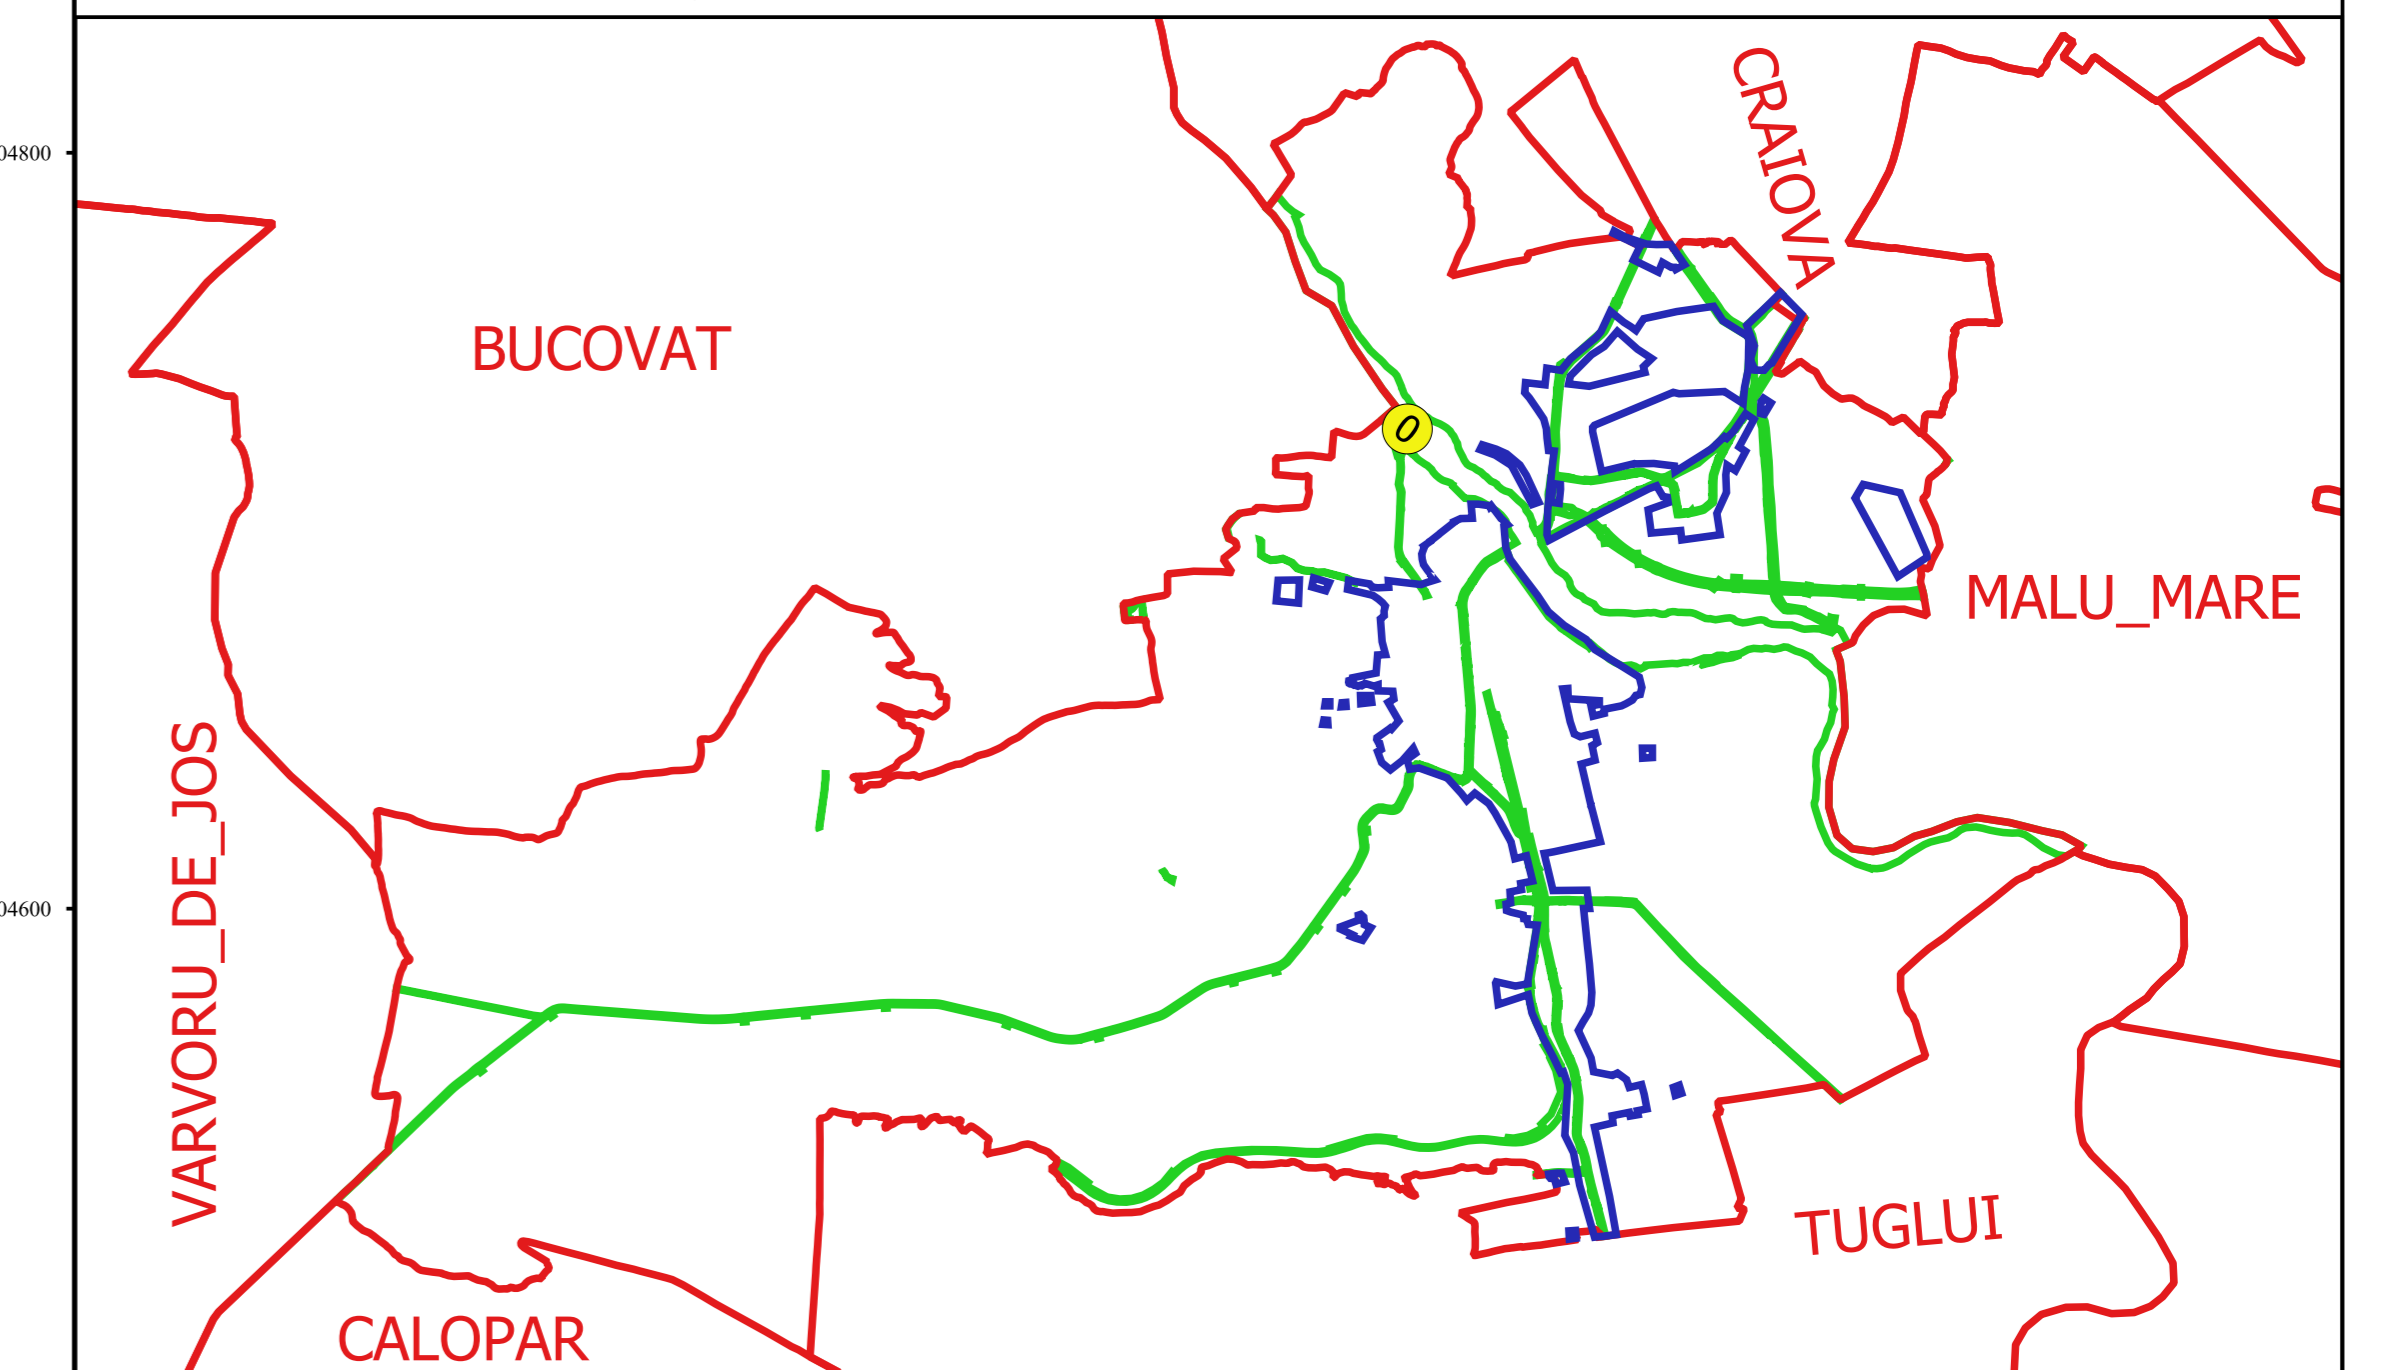 CRAIOVA
04800
BUCOVAT
0
MALU_MARE
VARVORU_DE_JOS
04600
TUGLUI
CALOPAR